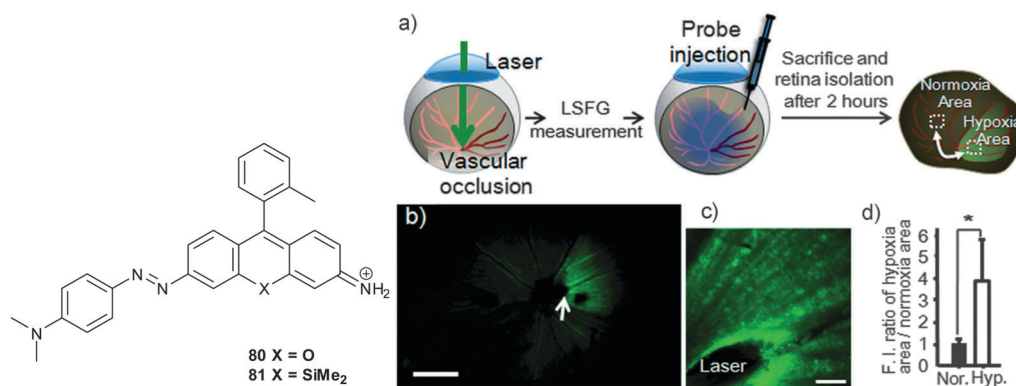 a)
Laser
Vascular
occlusion
LSFG
measurement
Probe
injection
Sacrifice and
retina isolation
after 2 hours
Normoxia
Area
Hypoxia
Area
N
N
N
X
NH2
+
80 X = O
81 X = SiMe2
b)
c)
Laser
d)
F. I. ratio of hypoxia
area / normoxia area
*
6
5
4
3
2
1
0
Nor. Hyp.